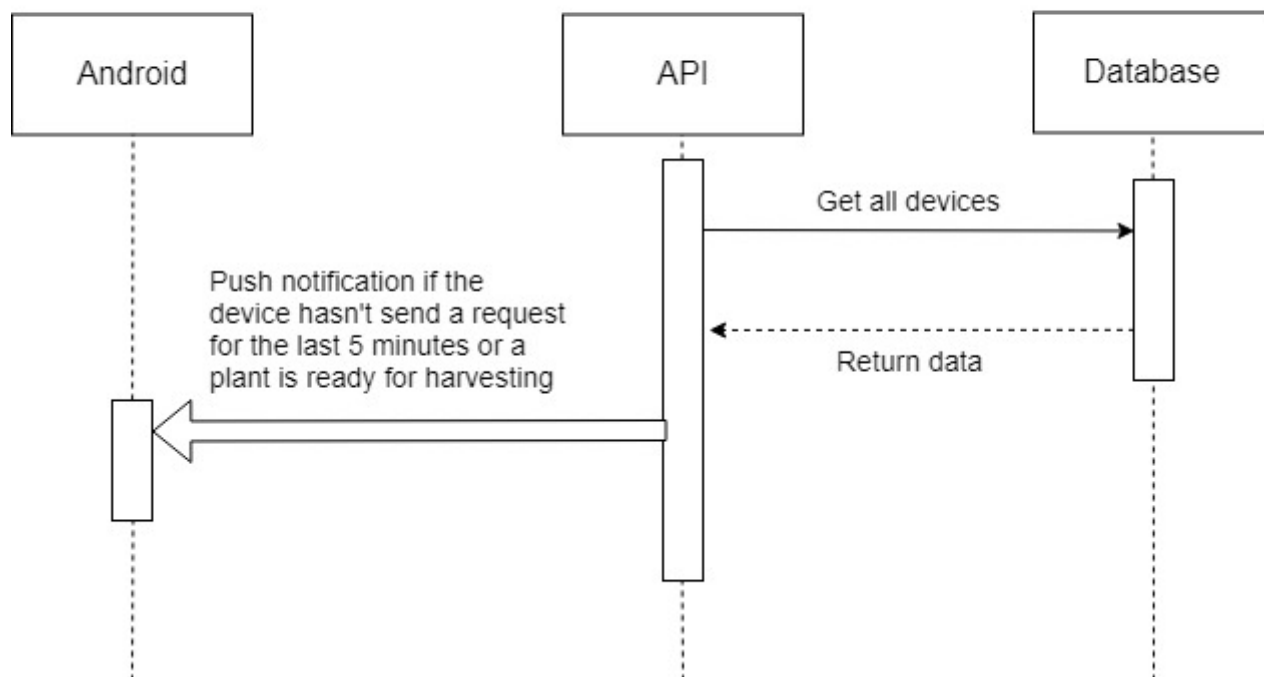 Android
API
Database
Get all devices
Push notification if the
device hasn't send a request
for the last 5 minutes or a
plant is ready for harvesting
Return data